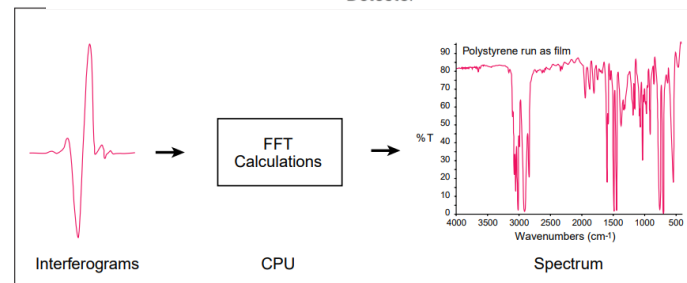 Polystyrene run as film
90
80
70
60
50
40
30
20
10
0
%T
4000 3500 3000 2500 2000 1500 1000 500
Wavenumbers (cm-1)
FFT
Calculations
Interferograms
CPU
Spectrum